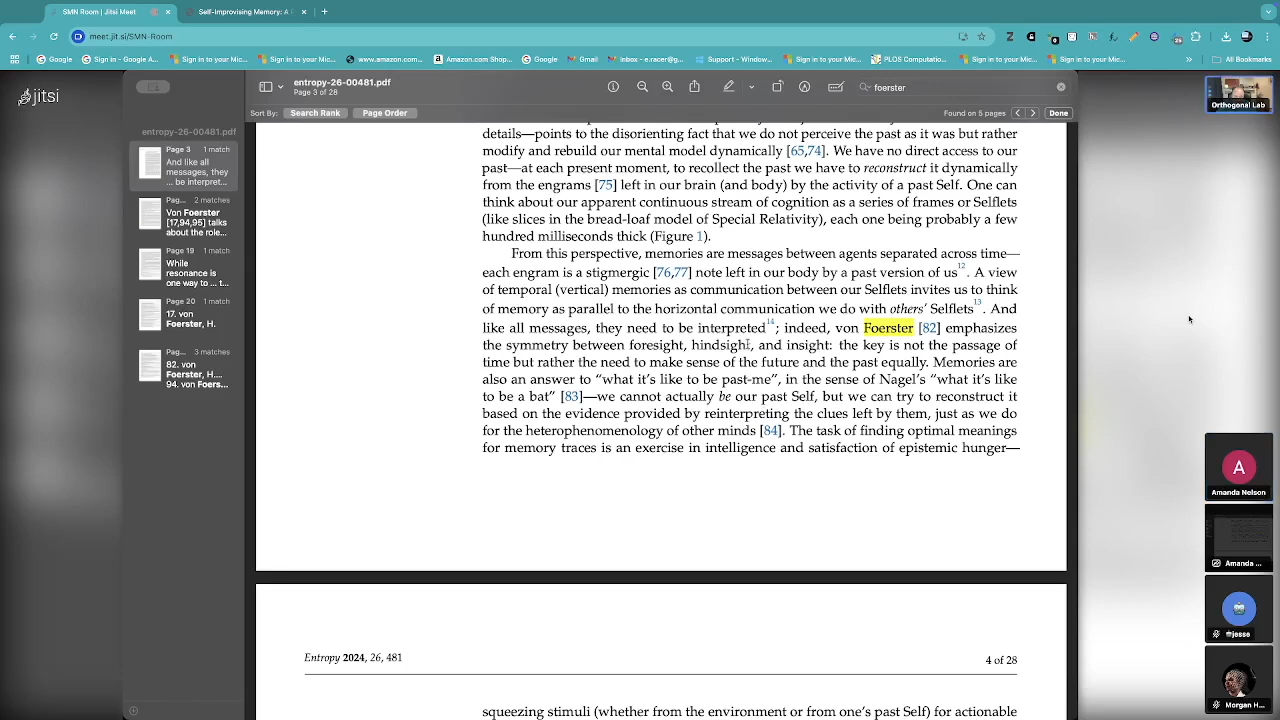 SMN Room | Jitsi Meet
Self-Improvising Memory: A P
meet.jit.si/SMN-Room
Google
Sign in - Google A...
Sign in to your Mic...
Sign in to your Mic...
www.amazon.com...
Amazon.com Shop...
Google
Gmail
Inbox - e.racer@g...
Support - Window...
Sign in to your Mic...
PLOS Computatio...
Sign in to your Mic...
Sign in to your Mic...
All Bookmarks
jitsi
entropy-26-00481.pdf
Page 3 of 28
foerster
Sort By:
Search Rank
Page Order
Found on 5 pages
Done
entropy-26-00481.pdf
Page 3 1 match
And like all
messages, they
... be interpret...
Pag... 2 matches
Von Foerster
[17,94,95] talks
about the role...
Page 19 1 match
While
resonance is
one way to ... t...
Page 20 1 match
17. von
Foerster, H.
Pag... 3 matches
82. von
Foerster, H....
94. von Foers...
details—points to the disorienting fact that we do not perceive the past as it was but rather
modify and rebuild our mental model dynamically [65,74]. We have no direct access to our
past—at each present moment, to recollect the past we have to reconstruct it dynamically
from the engrams [75] left in our brain (and body) by the activity of a past Self. One can
think about our apparent continuous stream of cognition as a series of frames or Selflets
(like slices in the bread-loaf model of Special Relativity), each one being probably a few
hundred milliseconds thick (Figure 1).
From this perspective, memories are messages between agents separated across time—
each engram is a stigmergic [76,77] note left in our body by a past version of us12. A view
of temporal (vertical) memories as communication between our Selflets invites us to think
of memory as parallel to the horizontal communication we do with others' Selflets13. And
like all messages, they need to be interpreted14; indeed, von Foerster [82] emphasizes
the symmetry between foresight, hindsight, and insight: the key is not the passage of
time but rather the need to make sense of the future and the past equally. Memories are
also an answer to “what it's like to be past-me”, in the sense of Nagel's “what it's like
to be a bat” [83]—we cannot actually be our past Self, but we can try to reconstruct it
based on the evidence provided by reinterpreting the clues left by them, just as we do
for the heterophenomenology of other minds [84]. The task of finding optimal meanings
for memory traces is an exercise in intelligence and satisfaction of epistemic hunger—
Entropy 2024, 26, 481
4 of 28
squeezing stimuli (whether from the environment or from one's past Self) for actionable
Orthogonal Lab
A
Amanda Nelson
Amanda ...
jesse
Morgan H...